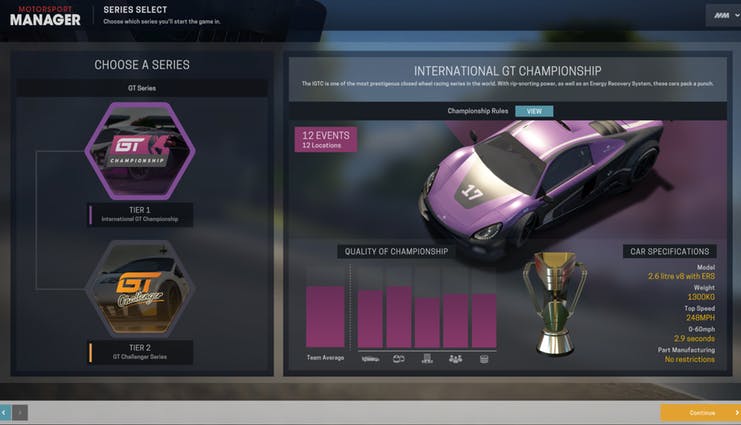 MOTORSPORT
MANAGER
SERIES SELECT
Choose which series you'll start the game in.
MM
CHOOSE A SERIES
GT Series
GT
CHAMPIONSHIP
TIER 1
International GT Championship
GT
Challenger
TIER 2
GT Challenger Series
INTERNATIONAL GT CHAMPIONSHIP
The IGTC is one of the most prestigious closed wheel racing series in the world. With rip-snorting power, as well as an Energy Recovery System, these cars pack a punch.
Championship Rules
VIEW
12 EVENTS
12 Locations
17
QUALITY OF CHAMPIONSHIP
Team Average
CAR SPECIFICATIONS
Model
2.6 litre v8 with ERS
Weight
1300KG
Top Speed
248MPH
0-60mph
2.9 seconds
Part Manufacturing
No restrictions
Continue